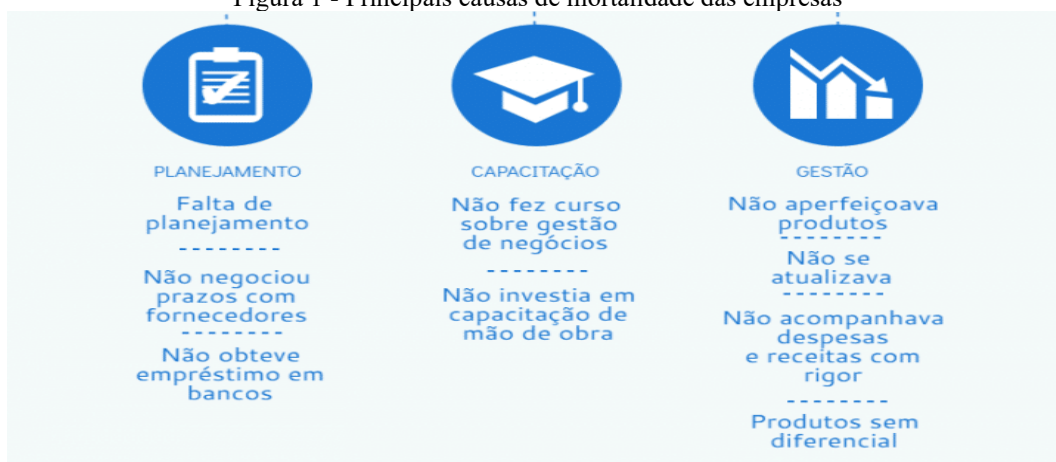 Figura 1 - Principais causas de mortalidade das empresas
PLANEJAMENTO
Falta de
planejamento
Não negociou
prazos com
fornecedores
Não obteve
empréstimo em
bancos
CAPACITAÇÃO
Não fez curso
sobre gestão
de negócios
Não investia em
capacitação de
mão de obra
GESTÃO
Não aperfeiçoava
produtos
Não se
atualizava
Não acompanhava
despesas
e receitas com
rigor
Produtos sem
diferencial